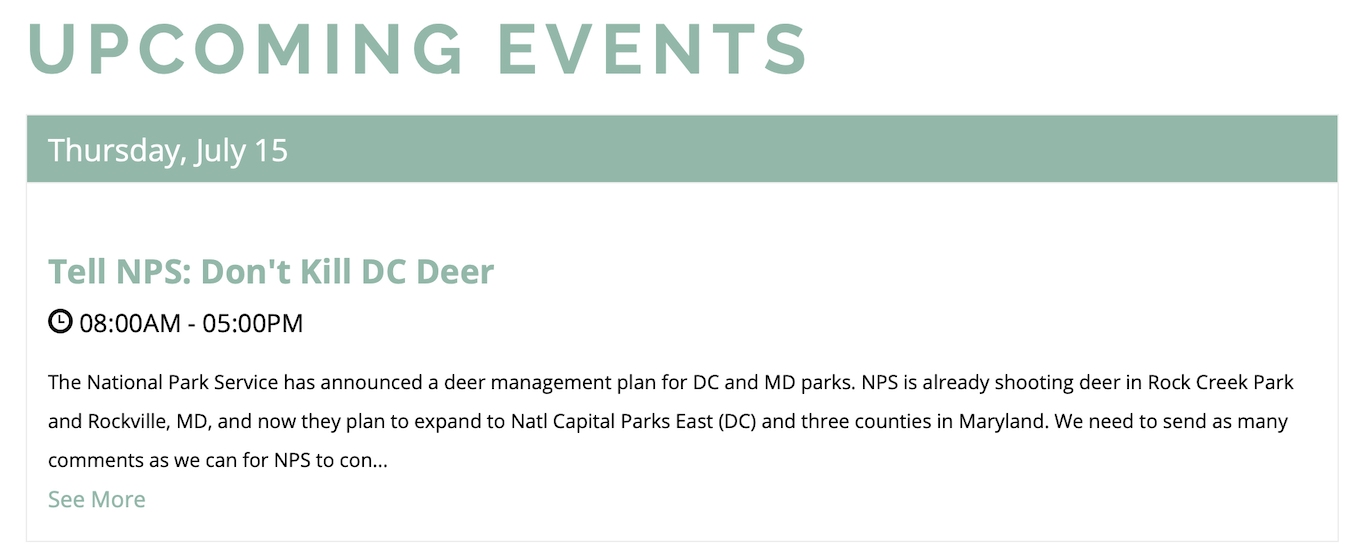 UPCOMING EVENTS
Thursday, July 15
Tell NPS: Don't Kill DC Deer
08:00AM - 05:00PM
The National Park Service has announced a deer management plan for DC and MD parks. NPS is already shooting deer in Rock Creek Park
and Rockville, MD, and now they plan to expand to Natl Capital Parks East (DC) and three counties in Maryland. We need to send as many
comments as we can for NPS to con...
See More